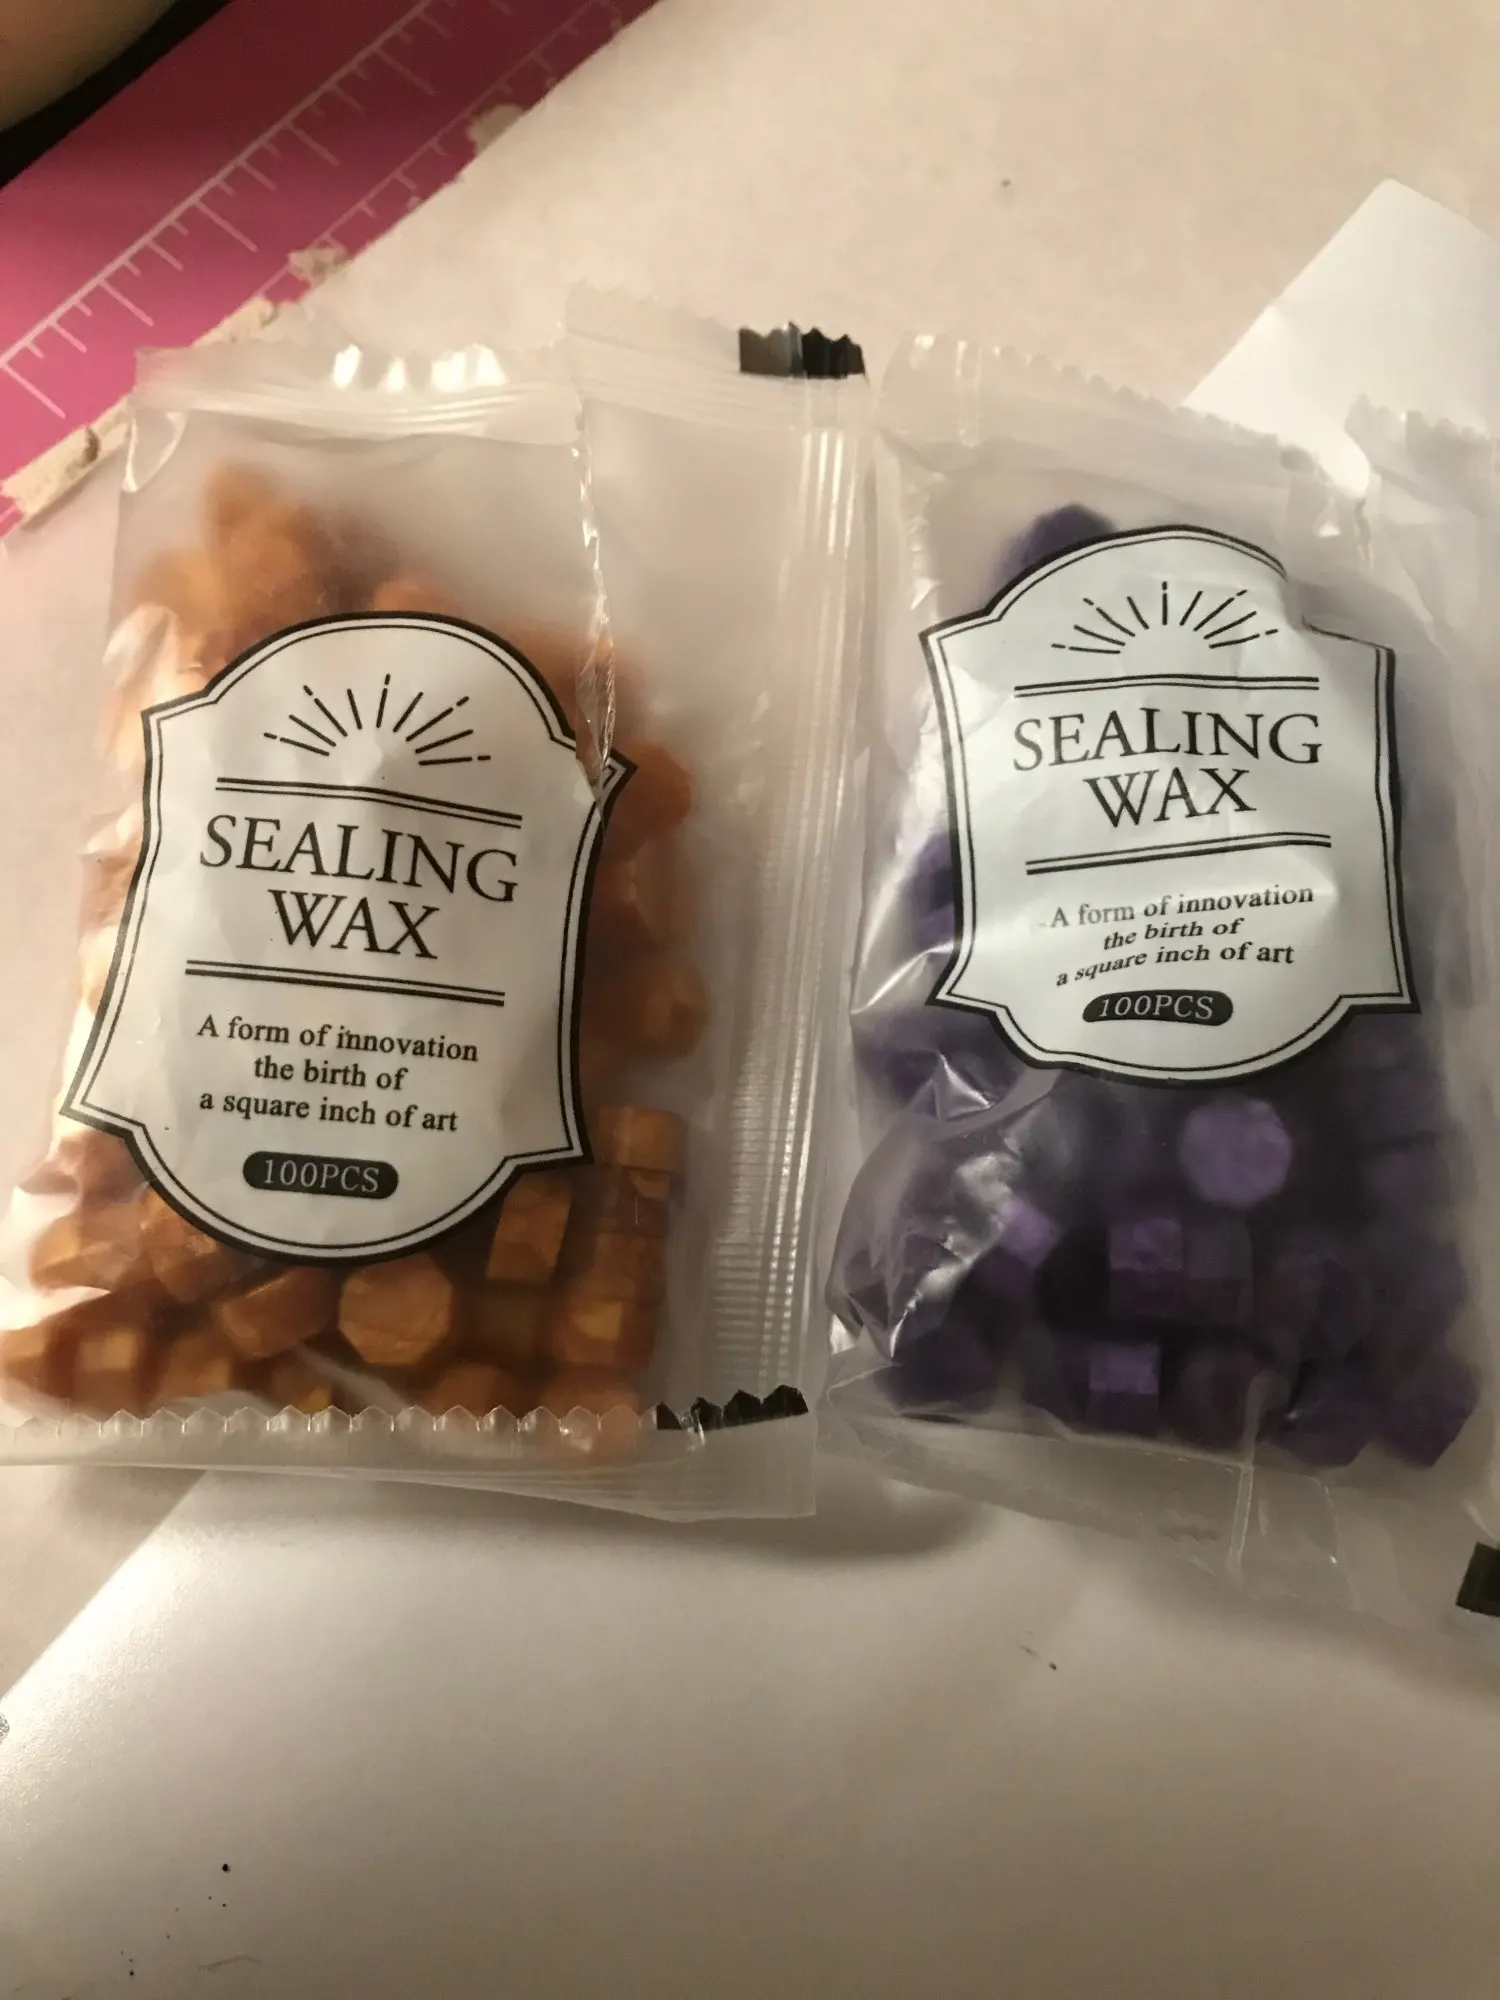 SEALING
WAX
A form of innovation
the birth of
a square inch of art
100PCS
SEALING
WAX
A form of innovation
the birth of
a square inch of art
100PCS